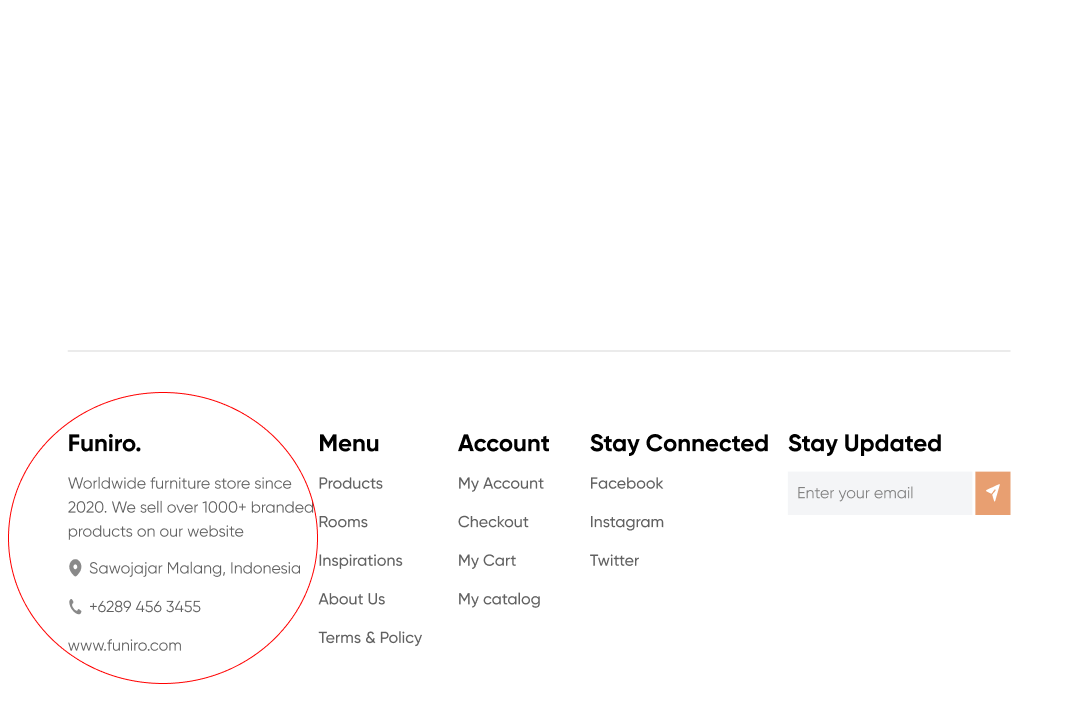 Funiro.
Worldwide furniture store since
2020. We sell over 1000+ branded
products on our website
Sawojajar Malang, Indonesia
+6289 456 3455
www.funiro.com
Menu
Products
Rooms
Inspirations
About Us
Terms & Policy
Account
My Account
Checkout
My Cart
My catalog
Stay Connected
Facebook
Instagram
Twitter
Stay Updated
Enter your email